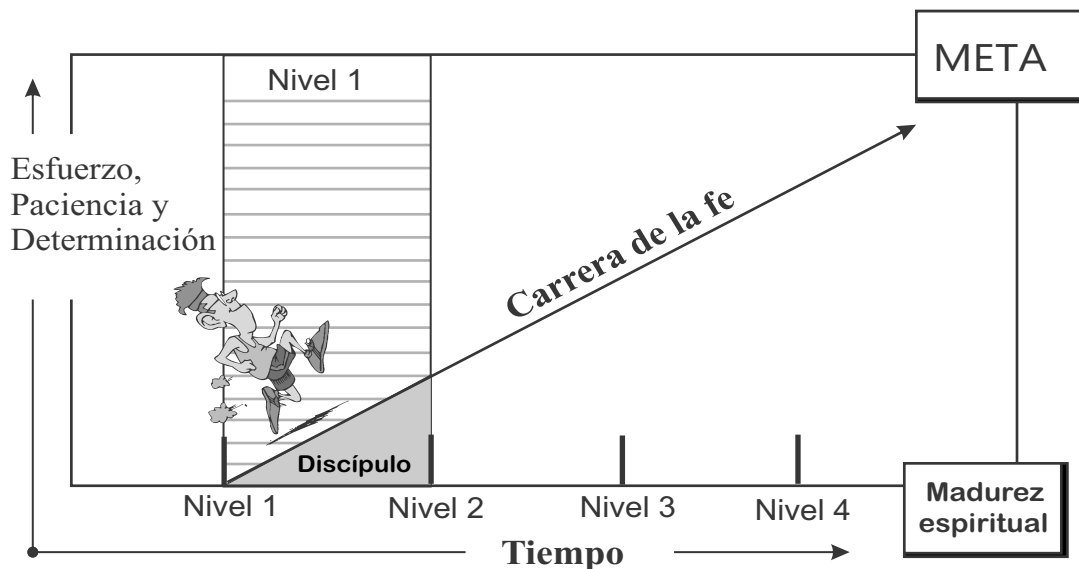 META
Nivel 1
Esfuerzo,
Paciencia y
Determinación
Carrera de la fe
Discípulo
Nivel 1
Nivel 2
Nivel 3
Nivel 4
Madurez
espiritual
Tiempo